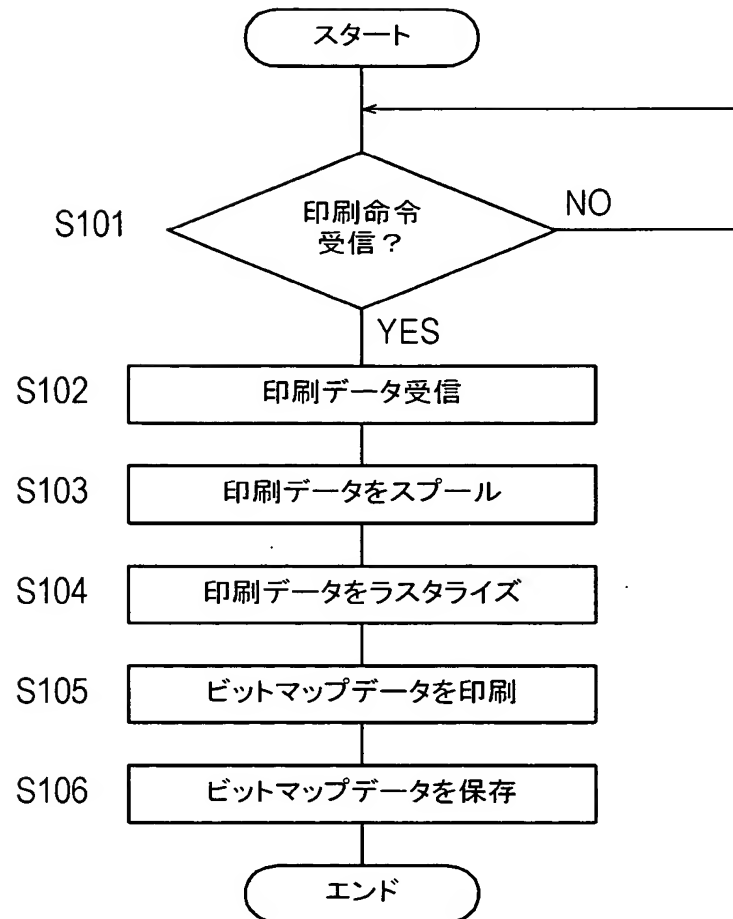 スタート
S101
印刷命令
受信？
NO
YES
S102
印刷データ受信
S103
印刷データをスプール
S104
印刷データをラスタライズ
S105
ビットマップデータを印刷
S106
ビットマップデータを保存
エンド